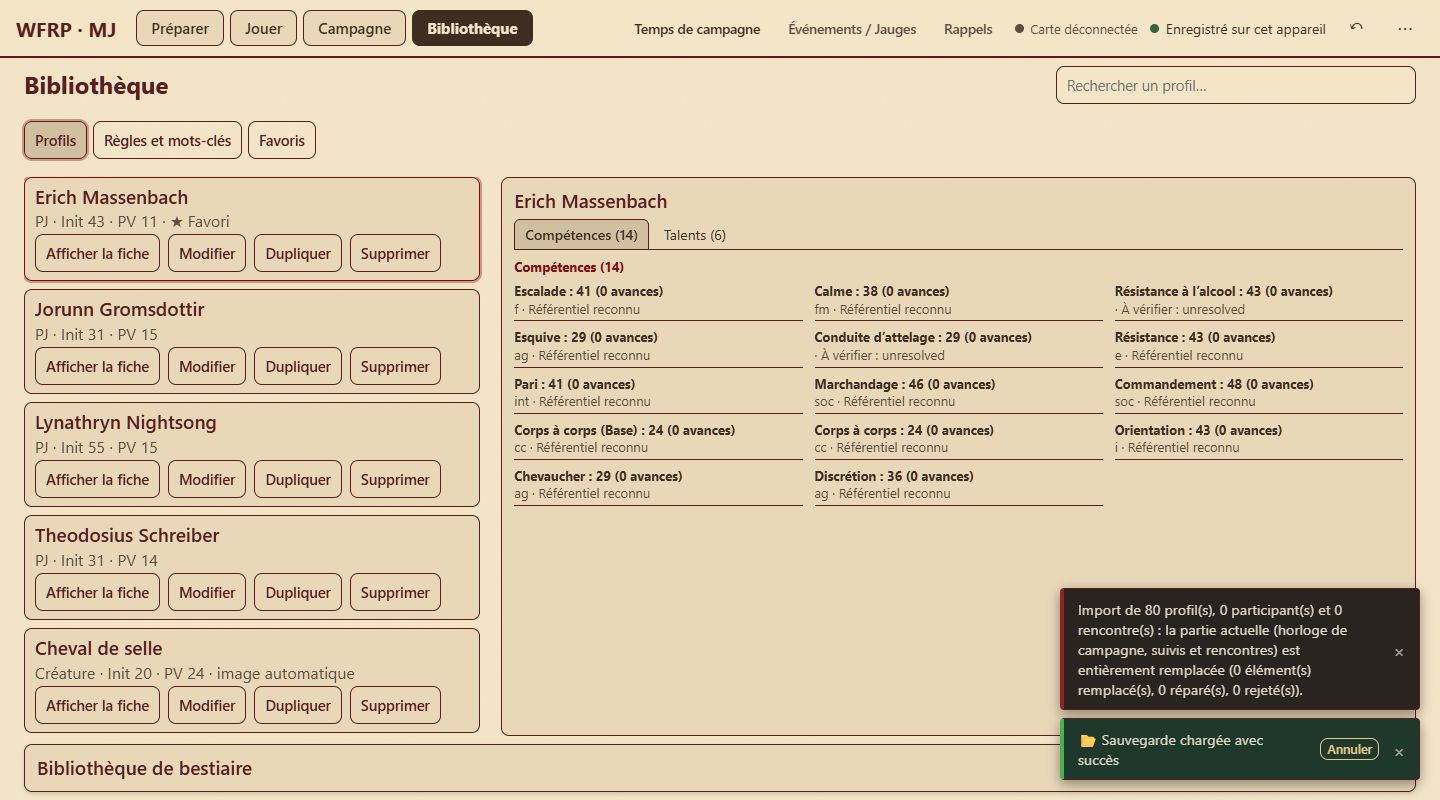 WFRP · MJ
Préparer
Jouer
Campagne
Bibliothèque
Temps de campagne
Événements / Jauges
Rappels
Carte déconnectée
Enregistré sur cet appareil
Bibliothèque
Rechercher un profil…
Profils
Règles et mots-clés
Favoris
Erich Massenbach
PJ · Init 43 · PV 11 · ★ Favori
Afficher la fiche
Modifier
Dupliquer
Supprimer
Jorunn Gromsdottir
PJ · Init 31 · PV 15
Afficher la fiche
Modifier
Dupliquer
Supprimer
Lynathryn Nightsong
PJ · Init 55 · PV 15
Afficher la fiche
Modifier
Dupliquer
Supprimer
Theodosius Schreiber
PJ · Init 31 · PV 14
Afficher la fiche
Modifier
Dupliquer
Supprimer
Cheval de selle
Créature · Init 20 · PV 24 · image automatique
Afficher la fiche
Modifier
Dupliquer
Supprimer
Erich Massenbach
Compétences (14)
Talents (6)
Compétences (14)
Escalade : 41 (0 avances)
f · Référentiel reconnu
Calme : 38 (0 avances)
fm · Référentiel reconnu
Résistance à l’alcool : 43 (0 avances)
· À vérifier : unresolved
Esquive : 29 (0 avances)
ag · Référentiel reconnu
Conduite d’attelage : 29 (0 avances)
· À vérifier : unresolved
Résistance : 43 (0 avances)
e · Référentiel reconnu
Pari : 41 (0 avances)
int · Référentiel reconnu
Marchandage : 46 (0 avances)
soc · Référentiel reconnu
Commandement : 48 (0 avances)
soc · Référentiel reconnu
Corps à corps (Base) : 24 (0 avances)
cc · Référentiel reconnu
Corps à corps : 24 (0 avances)
cc · Référentiel reconnu
Orientation : 43 (0 avances)
i · Référentiel reconnu
Chevaucher : 29 (0 avances)
ag · Référentiel reconnu
Discrétion : 36 (0 avances)
ag · Référentiel reconnu
Bibliothèque de bestiaire
Import de 80 profil(s), 0 participant(s) et 0
rencontre(s) : la partie actuelle (horloge de
campagne, suivis et rencontres) est
entièrement remplacée (0 élément(s)
remplacé(s), 0 réparé(s), 0 rejeté(s)).
×
Sauvegarde chargée avec
succès
Annuler
×